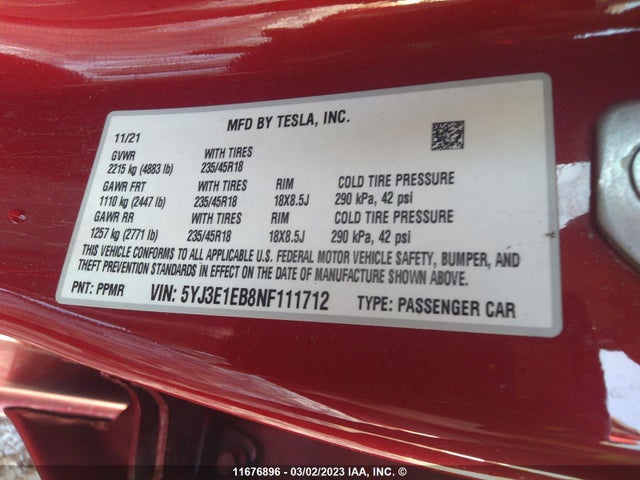 MFD BY TESLA, INC.
11/21
GVWR WITH TIRES
2215 kg (4883 lb) 235/45R18
GAWR FRT WITH TIRES RIM COLD TIRE PRESSURE
1110 kg (2447 lb) 235/45R18 18X8.5J 290 kPa, 42 psi
GAWR RR WITH TIRES RIM COLD TIRE PRESSURE
1257 kg (2771 lb) 235/45R18 18X8.5J 290 kPa, 42 psi
THIS VEHICLE CONFORMS TO ALL APPLICABLE U.S. FEDERAL MOTOR VEHICLE SAFETY, BUMPER, AND
THEFT PREVENTION STANDARDS IN EFFECT ON THE DATE OF MANUFACTURE SHOWN ABOVE.
PNT: PPMR VIN: 5YJ3E1EB8NF111712 TYPE: PASSENGER CAR
11676896 - 03/02/2023 IAA, INC. ©